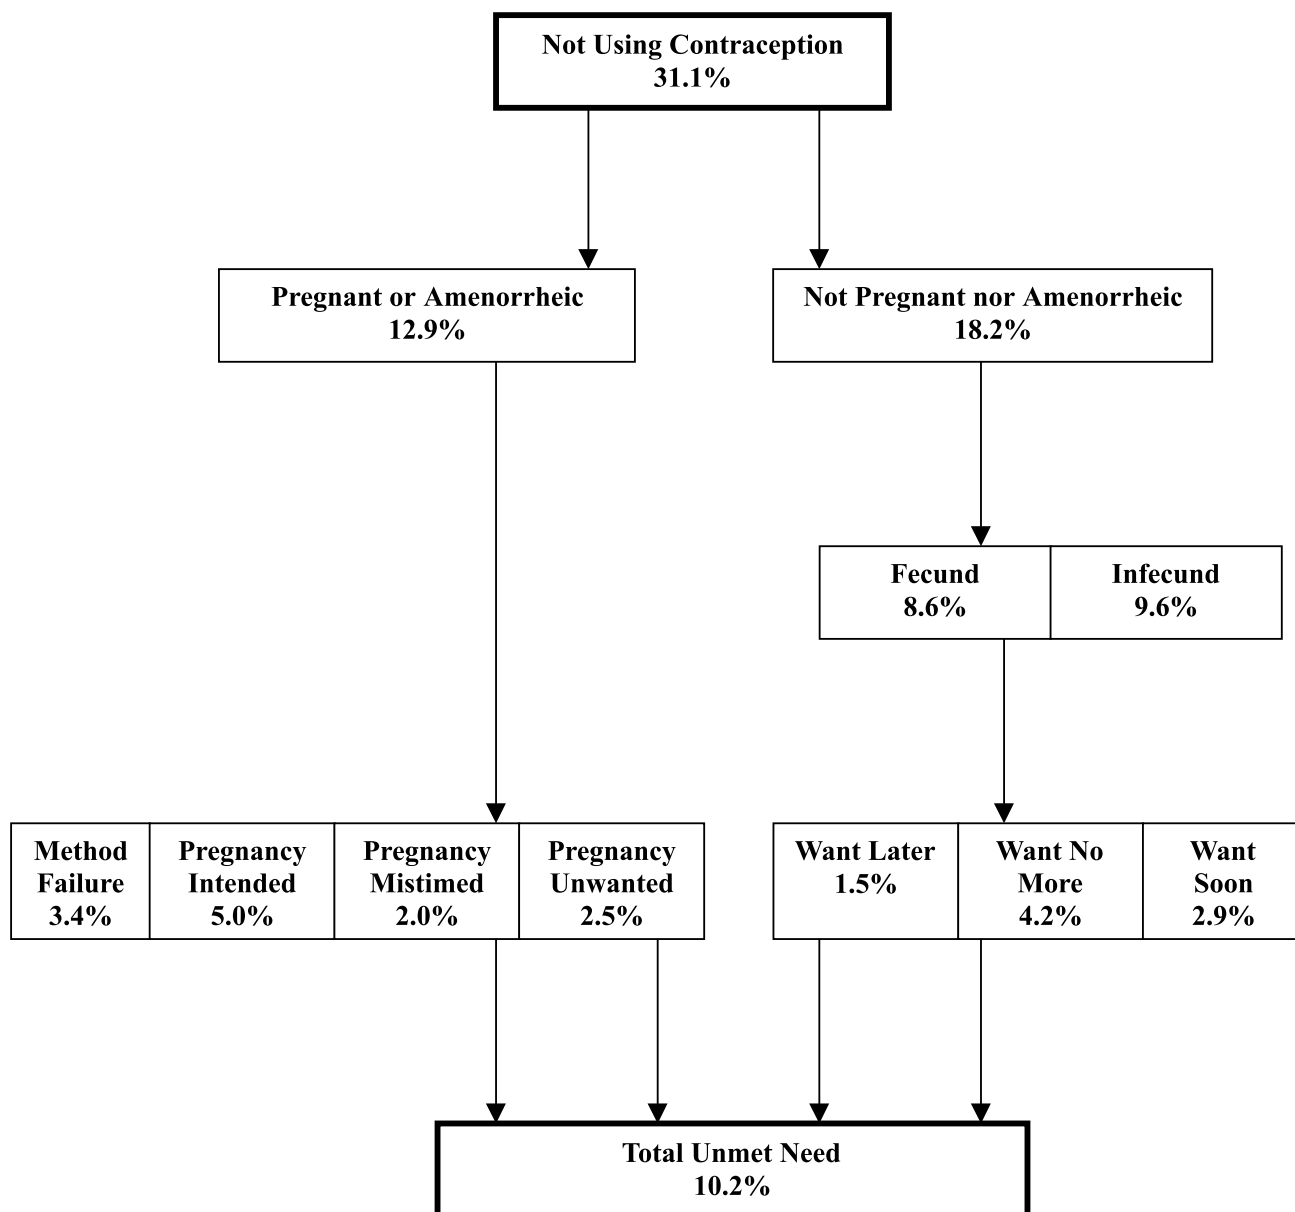 Not Using Contraception
31.1%
Pregnant or Amenorrheic
12.9%
Not Pregnant nor Amenorrheic
18.2%
Fecund
8.6%
Infecund
9.6%
Method
Failure
3.4%
Pregnancy
Intended
5.0%
Pregnancy
Mistimed
2.0%
Pregnancy
Unwanted
2.5%
Want Later
1.5%
Want No
More
4.2%
Want
Soon
2.9%
Total Unmet Need
10.2%